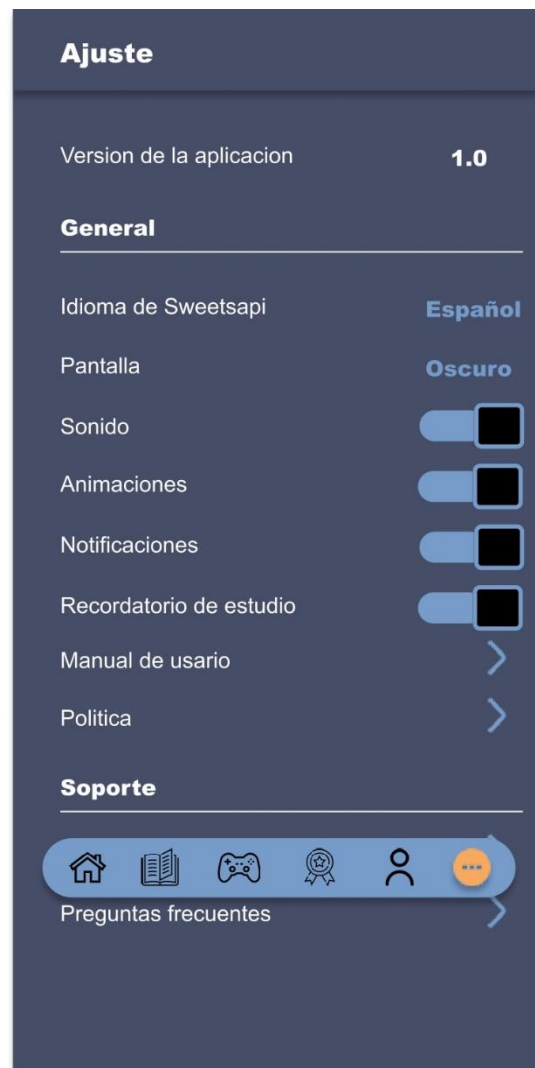 Ajuste
Version de la aplicacion 1.0
General
Idioma de Sweetsapi Español
Pantalla Oscuro
Sonido
Animaciones
Notificaciones
Recordatorio de estudio
Manual de usario
Politica
Soporte
Preguntas frecuentes